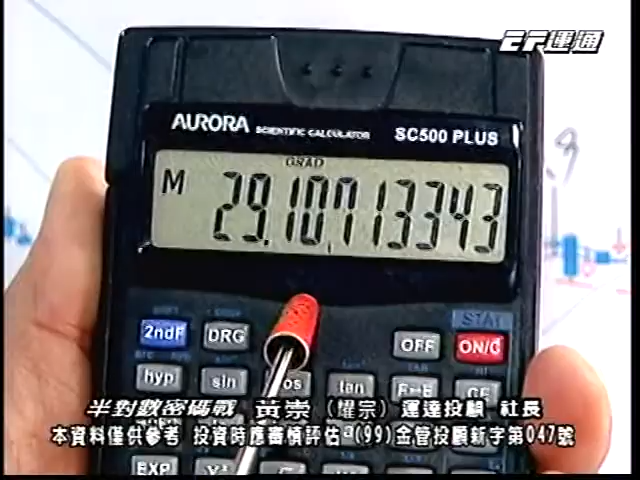 EF運通
AURORA SCIENTIFIC CALCULATOR SC500 PLUS
GRAD
M 29.10713343
STAT
2ndF DRG OFF ON/C
hyp sin cos tan CE
EXP
半對數密碼戰 黃崇(耀宗) 運達投顧 社長
本資料僅供參考 投資時應審慎評估 (99)金管投顧新字第047號